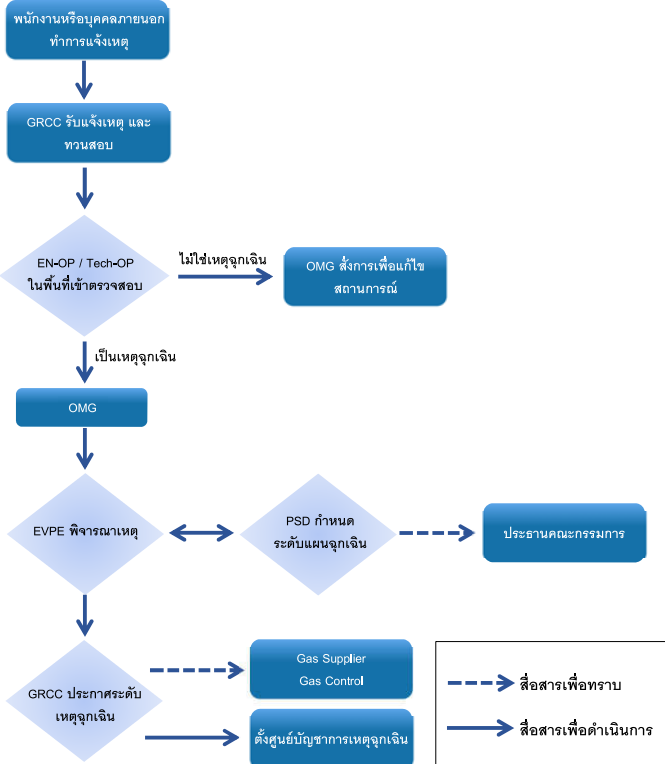 พนักงานหรือบุคคลภายนอก
ทำการแจ้งเหตุ
GRCC รับแจ้งเหตุ และ
ทวนสอบ
EN-OP / Tech-OP
ในพื้นที่เข้าตรวจสอบ
ไม่ใช่เหตุฉุกเฉิน
OMG สั่งการเพื่อแก้ไข
สถานการณ์
เป็นเหตุฉุกเฉิน
OMG
EVPE พิจารณาเหตุ
PSD กำหนด
ระดับแผนฉุกเฉิน
ประธานคณะกรรมการ
GRCC ประกาศระดับ
เหตุฉุกเฉิน
Gas Supplier
Gas Control
ตั้งศูนย์บัญชาการเหตุฉุกเฉิน
สื่อสารเพื่อทราบ
สื่อสารเพื่อดำเนินการ